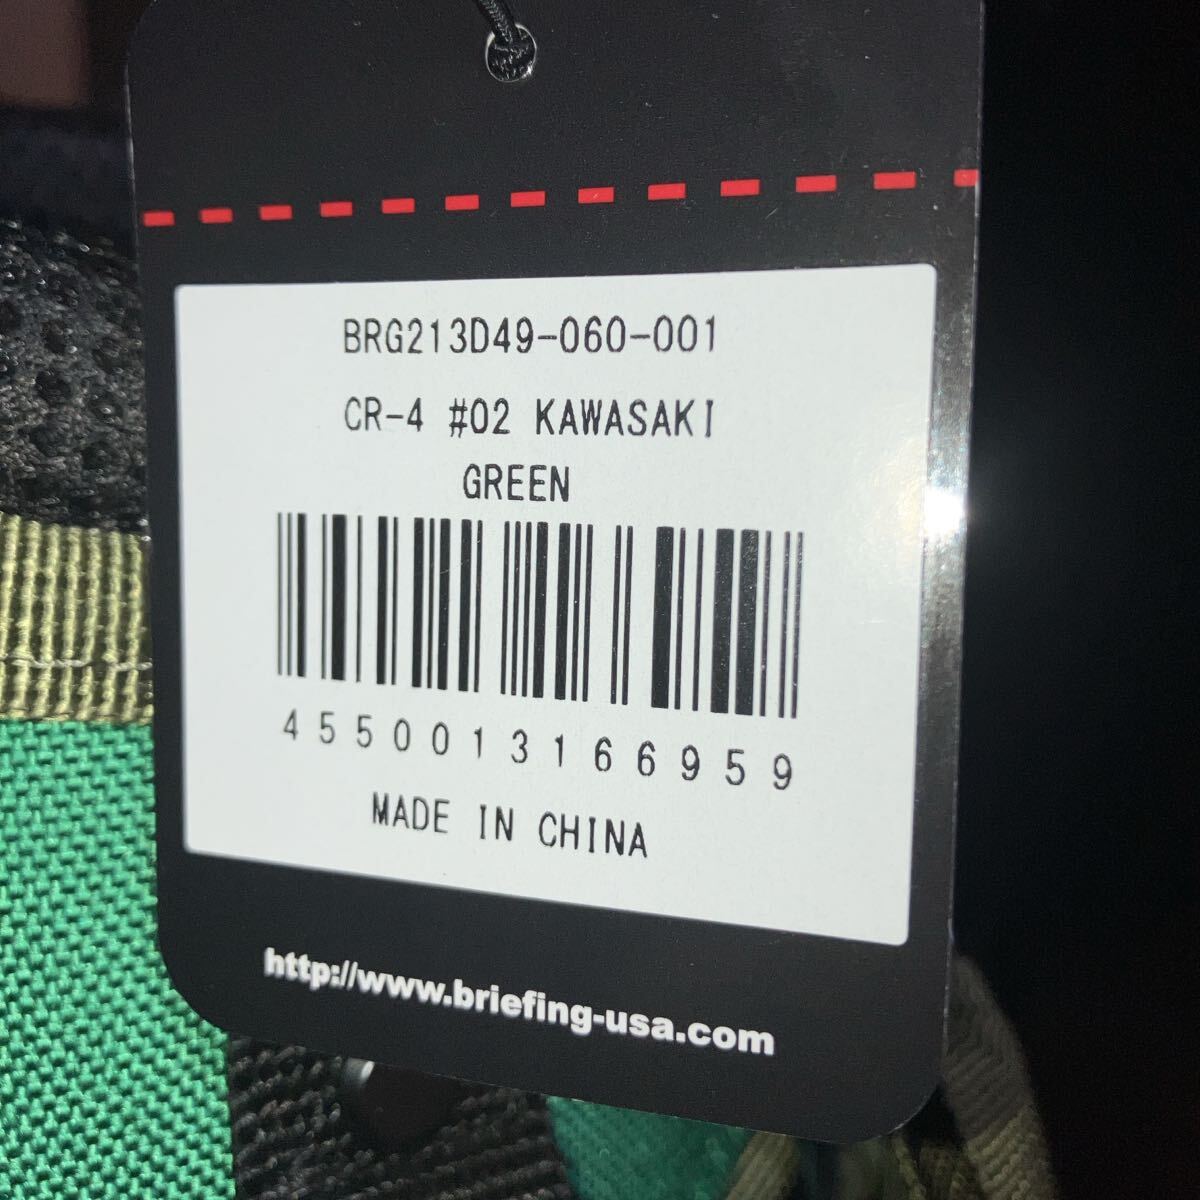 BRG213D49-060-001
CR-4 #02 KAWASAKI
GREEN
4550013166959
MADE IN CHINA
http://www.briefing-usa.com